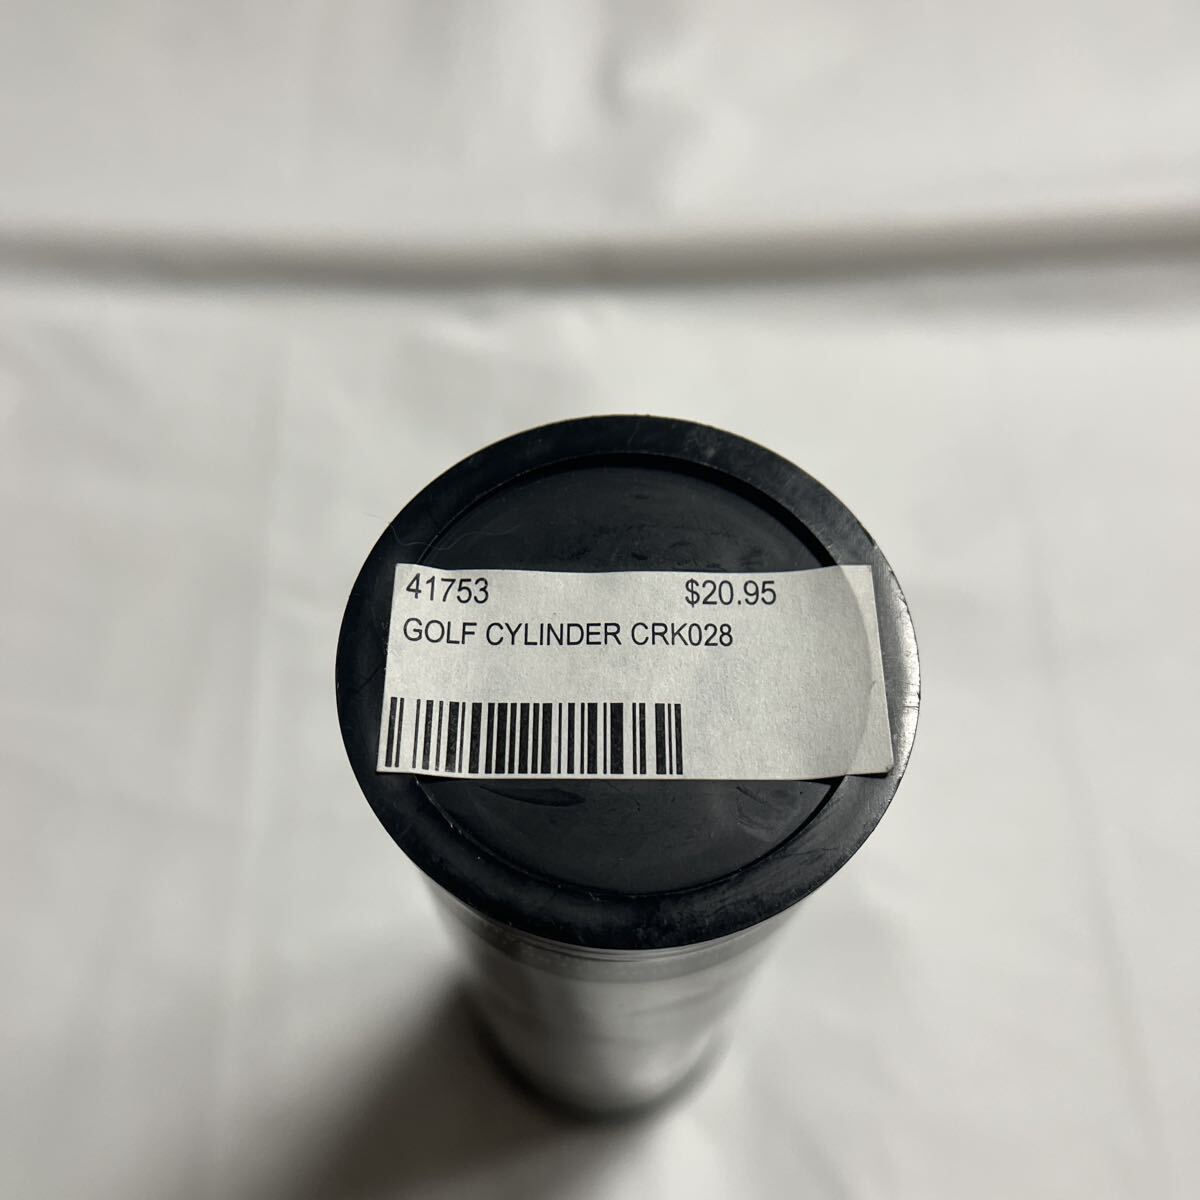 41753 $20.95
GOLF CYLINDER CRK028